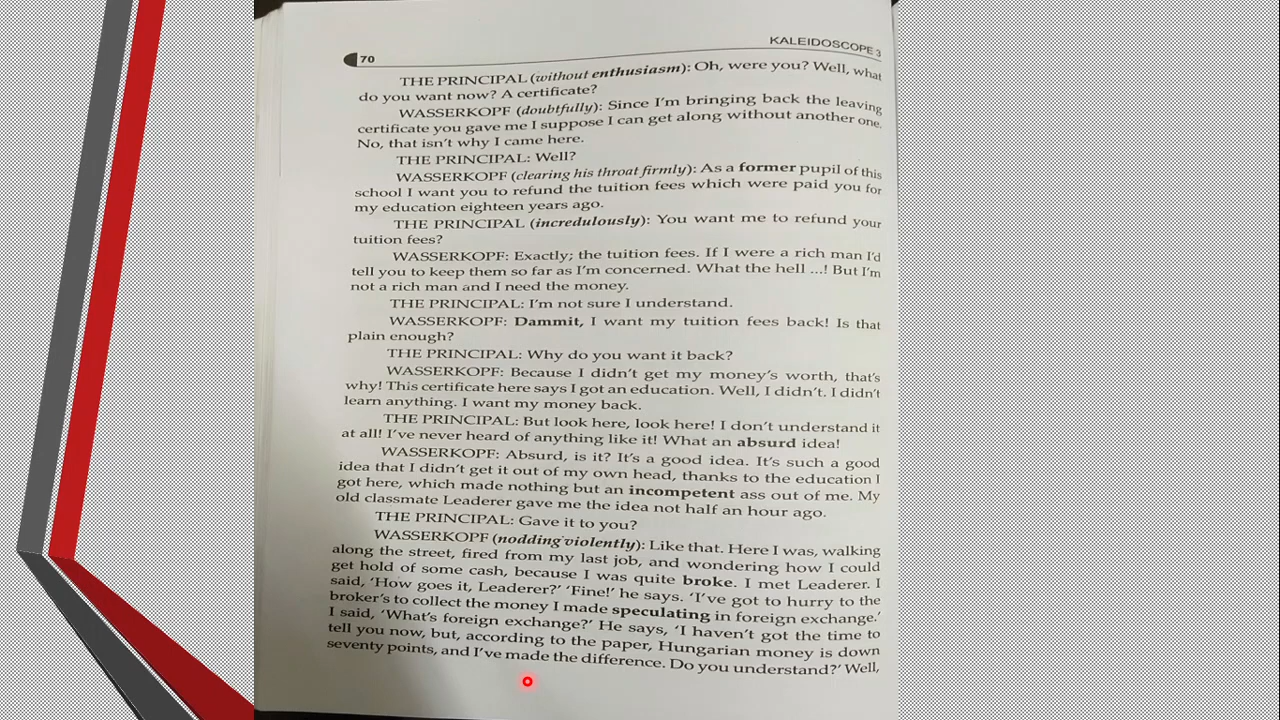 KALEIDOSCOPE 3
70
THE PRINCIPAL (without enthusiasm): Oh, were you? Well, what
do you want now? A certificate?
WASSERKOPF (doubtfully): Since I'm bringing back the leaving
certificate you gave me I suppose I can get along without another one.
No, that isn't why I came here.
THE PRINCIPAL: Well?
WASSERKOPF (clearing his throat firmly): As a former pupil of this
school I want you to refund the tuition fees which were paid you for
my education eighteen years ago.
THE PRINCIPAL (incredulously): You want me to refund your
tuition fees?
WASSERKOPF: Exactly; the tuition fees. If I were a rich man I'd
tell you to keep them so far as I'm concerned. What the hell ...! But I'm
not a rich man and I need the money.
THE PRINCIPAL: I'm not sure I understand.
WASSERKOPF: Dammit, I want my tuition fees back! Is that
plain enough?
THE PRINCIPAL: Why do you want it back?
WASSERKOPF: Because I didn't get my money's worth, that's
why! This certificate here says I got an education. Well, I didn't. I didn't
learn anything. I want my money back.
THE PRINCIPAL: But look here, look here! I don't understand it
at all! I've never heard of anything like it! What an absurd idea!
WASSERKOPF: Absurd, is it? It's a good idea. It's such a good
idea that I didn't get it out of my own head, thanks to the education I
got here, which made nothing but an incompetent ass out of me. My
old classmate Leaderer gave me the idea not half an hour ago.
THE PRINCIPAL: Gave it to you?
WASSERKOPF (nodding violently): Like that. Here I was, walking
along the street, fired from my last job, and wondering how I could
get hold of some cash, because I was quite broke. I met Leaderer. I
said, 'How goes it, Leaderer?' 'Fine!' he says. 'I've got to hurry to the
broker's to collect the money I made speculating in foreign exchange.'
I said, 'What's foreign exchange?' He says, 'I haven't got the time to
tell you now, but, according to the paper, Hungarian money is down
seventy points, and I've made the difference. Do you understand?' Well,